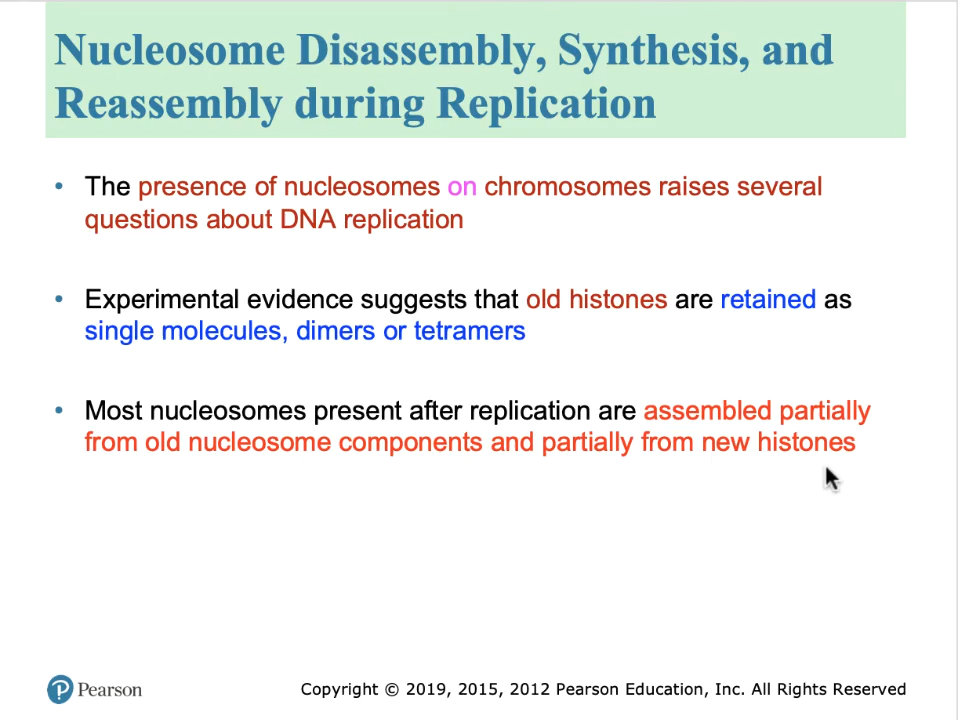 Nucleosome Disassembly, Synthesis, and
Reassembly during Replication
• The presence of nucleosomes on chromosomes raises several
questions about DNA replication
• Experimental evidence suggests that old histones are retained as
single molecules, dimers or tetramers
• Most nucleosomes present after replication are assembled partially
from old nucleosome components and partially from new histones
P Pearson
Copyright © 2019, 2015, 2012 Pearson Education, Inc. All Rights Reserved